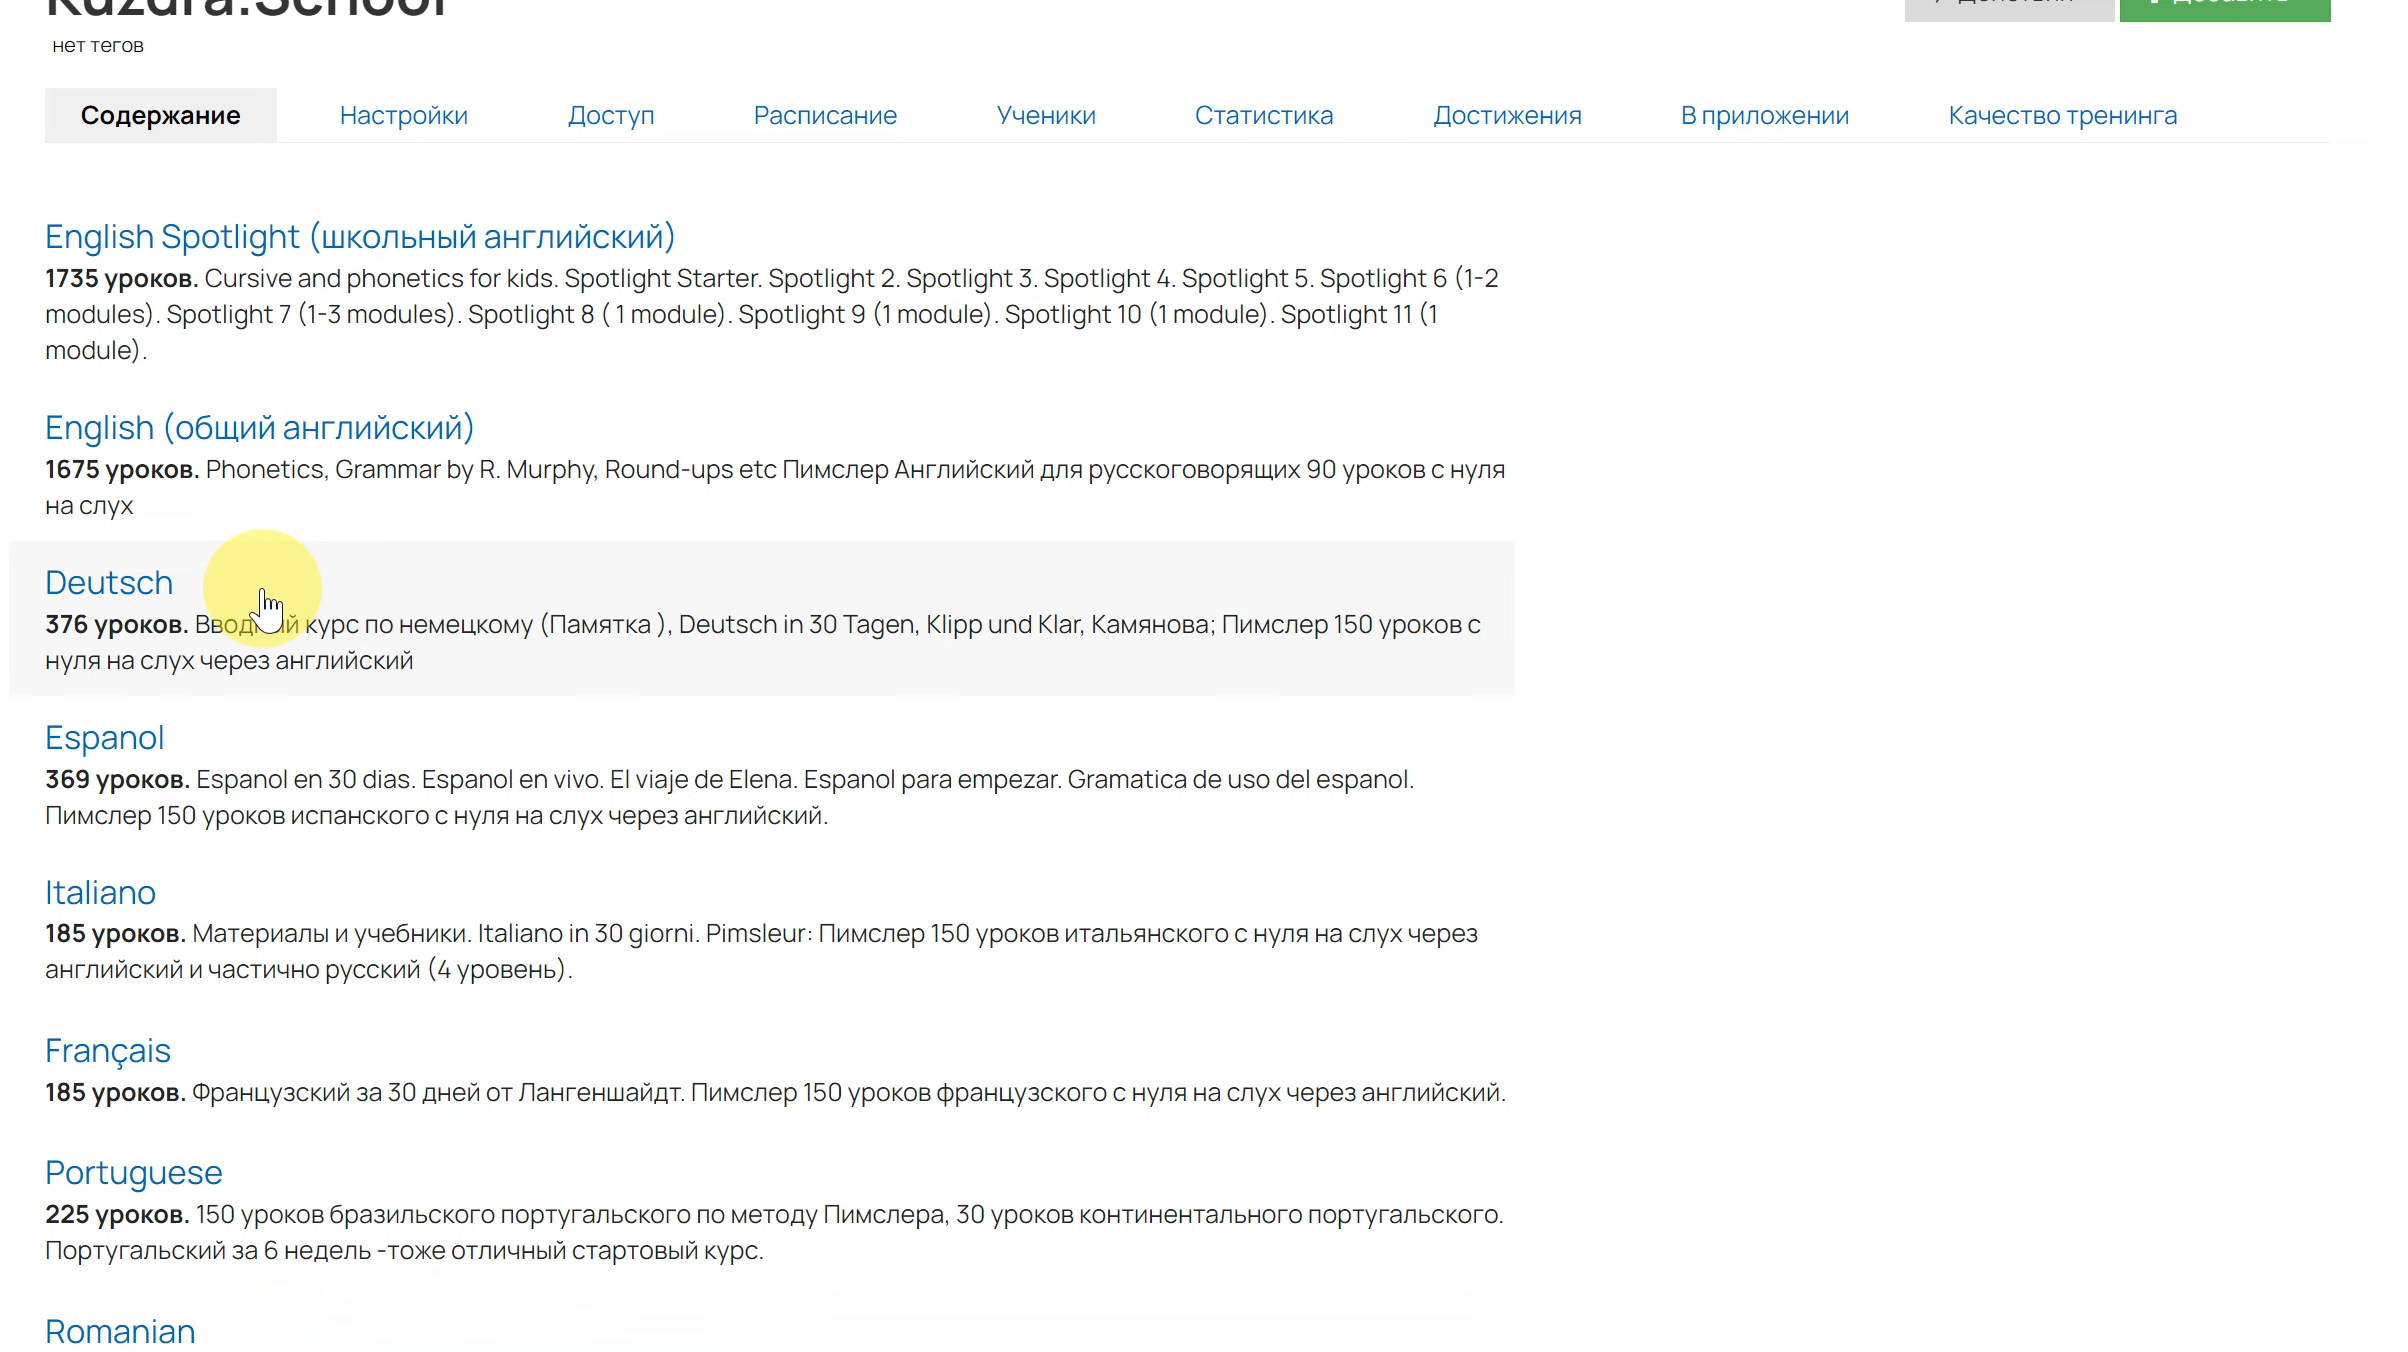 Kuzdra.School
Действия
Добавить
нет тегов
Содержание Настройки Доступ Расписание Ученики Статистика Достижения В приложении Качество тренинга
English Spotlight (школьный английский)
1735 уроков. Cursive and phonetics for kids. Spotlight Starter. Spotlight 2. Spotlight 3. Spotlight 4. Spotlight 5. Spotlight 6 (1-2
modules). Spotlight 7 (1-3 modules). Spotlight 8 ( 1 module). Spotlight 9 (1 module). Spotlight 10 (1 module). Spotlight 11 (1
module).
English (общий английский)
1675 уроков. Phonetics, Grammar by R. Murphy, Round-ups etc Пимслер Английский для русскоговорящих 90 уроков с нуля
на слух
Deutsch
376 уроков. Вводный курс по немецкому (Памятка ), Deutsch in 30 Tagen, Klipp und Klar, Камянова; Пимслер 150 уроков с
нуля на слух через английский
Espanol
369 уроков. Espanol en 30 dias. Espanol en vivo. El viaje de Elena. Espanol para empezar. Gramatica de uso del espanol.
Пимслер 150 уроков испанского с нуля на слух через английский.
Italiano
185 уроков. Материалы и учебники. Italiano in 30 giorni. Pimsleur: Пимслер 150 уроков итальянского с нуля на слух через
английский и частично русский (4 уровень).
Français
185 уроков. Французский за 30 дней от Лангеншайдт. Пимслер 150 уроков французского с нуля на слух через английский.
Portuguese
225 уроков. 150 уроков бразильского португальского по методу Пимслера, 30 уроков континентального португальского.
Португальский за 6 недель -тоже отличный стартовый курс.
Romanian